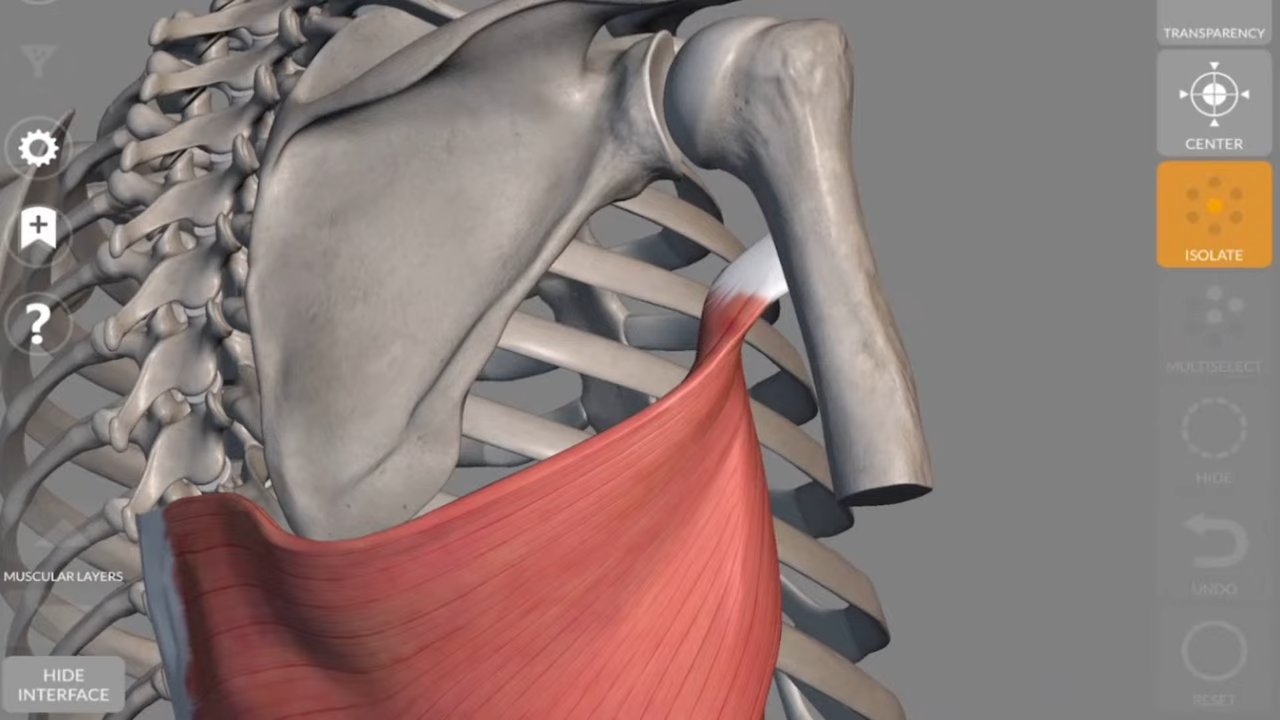 TRANSPARENCY
CENTER
ISOLATE
MULTISELECT
HIDE
UNDO
RESET
?
MUSCULAR LAYERS
HIDE
INTERFACE